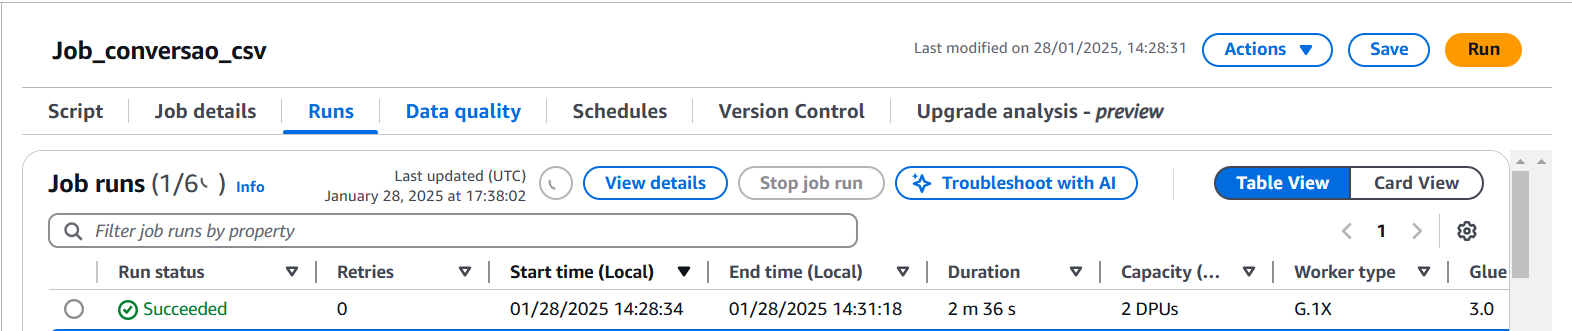 Job_conversao_csv
Last modified on 28/01/2025, 14:28:31
Actions
Save
Run
Script
Job details
Runs
Data quality
Schedules
Version Control
Upgrade analysis - preview
Job runs (1/6 )
Info
Last updated (UTC)
January 28, 2025 at 17:38:02
View details
Stop job run
Troubleshoot with AI
Table View
Card View
Filter job runs by property
1
Run status
Retries
Start time (Local)
End time (Local)
Duration
Capacity (...
Worker type
Glue
Succeeded
0
01/28/2025 14:28:34
01/28/2025 14:31:18
2 m 36 s
2 DPUs
G.1X
3.0